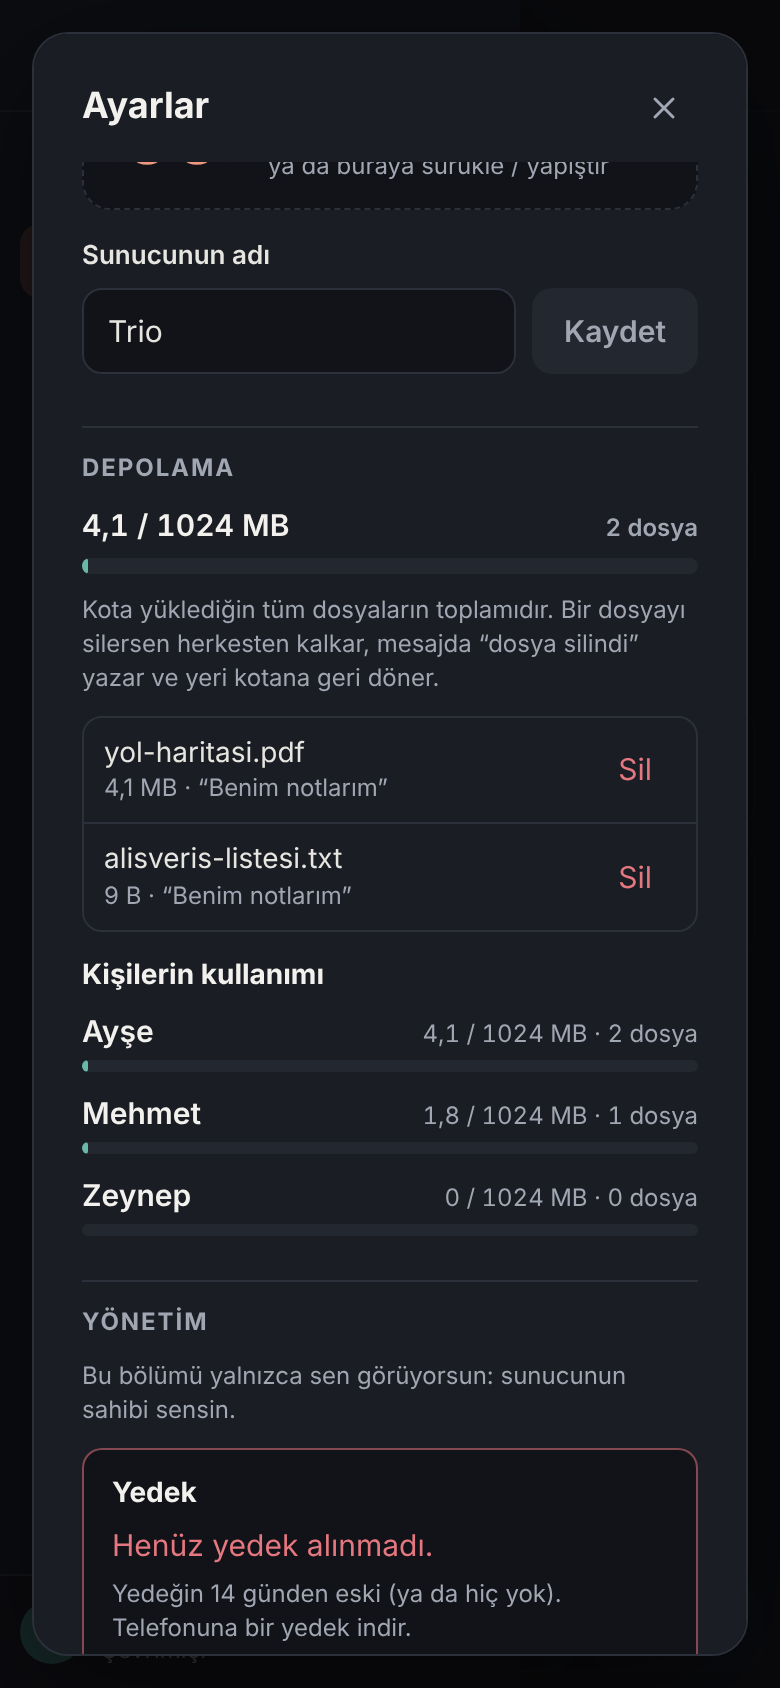 Ayarlar
ya da buraya sürükle / yapıştır
Sunucunun adı
Trio
Kaydet
DEPOLAMA
4,1 / 1024 MB
2 dosya
Kota yüklediğin tüm dosyaların toplamıdır. Bir dosyayı
silersen herkesten kalkar, mesajda “dosya silindi”
yazar ve yeri kotana geri döner.
yol-haritasi.pdf
4,1 MB · “Benim notlarım”
Sil
alisveris-listesi.txt
9 B · “Benim notlarım”
Sil
Kişilerin kullanımı
Ayşe
4,1 / 1024 MB · 2 dosya
Mehmet
1,8 / 1024 MB · 1 dosya
Zeynep
0 / 1024 MB · 0 dosya
YÖNETİM
Bu bölümü yalnızca sen görüyorsun: sunucunun
sahibi sensin.
Yedek
Henüz yedek alınmadı.
Yedeğin 14 günden eski (ya da hiç yok).
Telefonuna bir yedek indir.